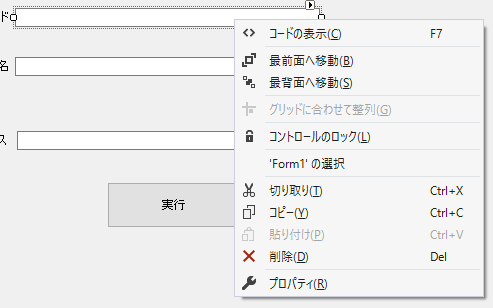 ド
名
ス
実行
コードの表示(C) F7
最前面へ移動(B)
最背面へ移動(S)
グリッドに合わせて整列(G)
コントロールのロック(L)
'Form1' の選択
切り取り(T) Ctrl+X
コピー(Y) Ctrl+C
貼り付け(P) Ctrl+V
削除(D) Del
プロパティ(R)